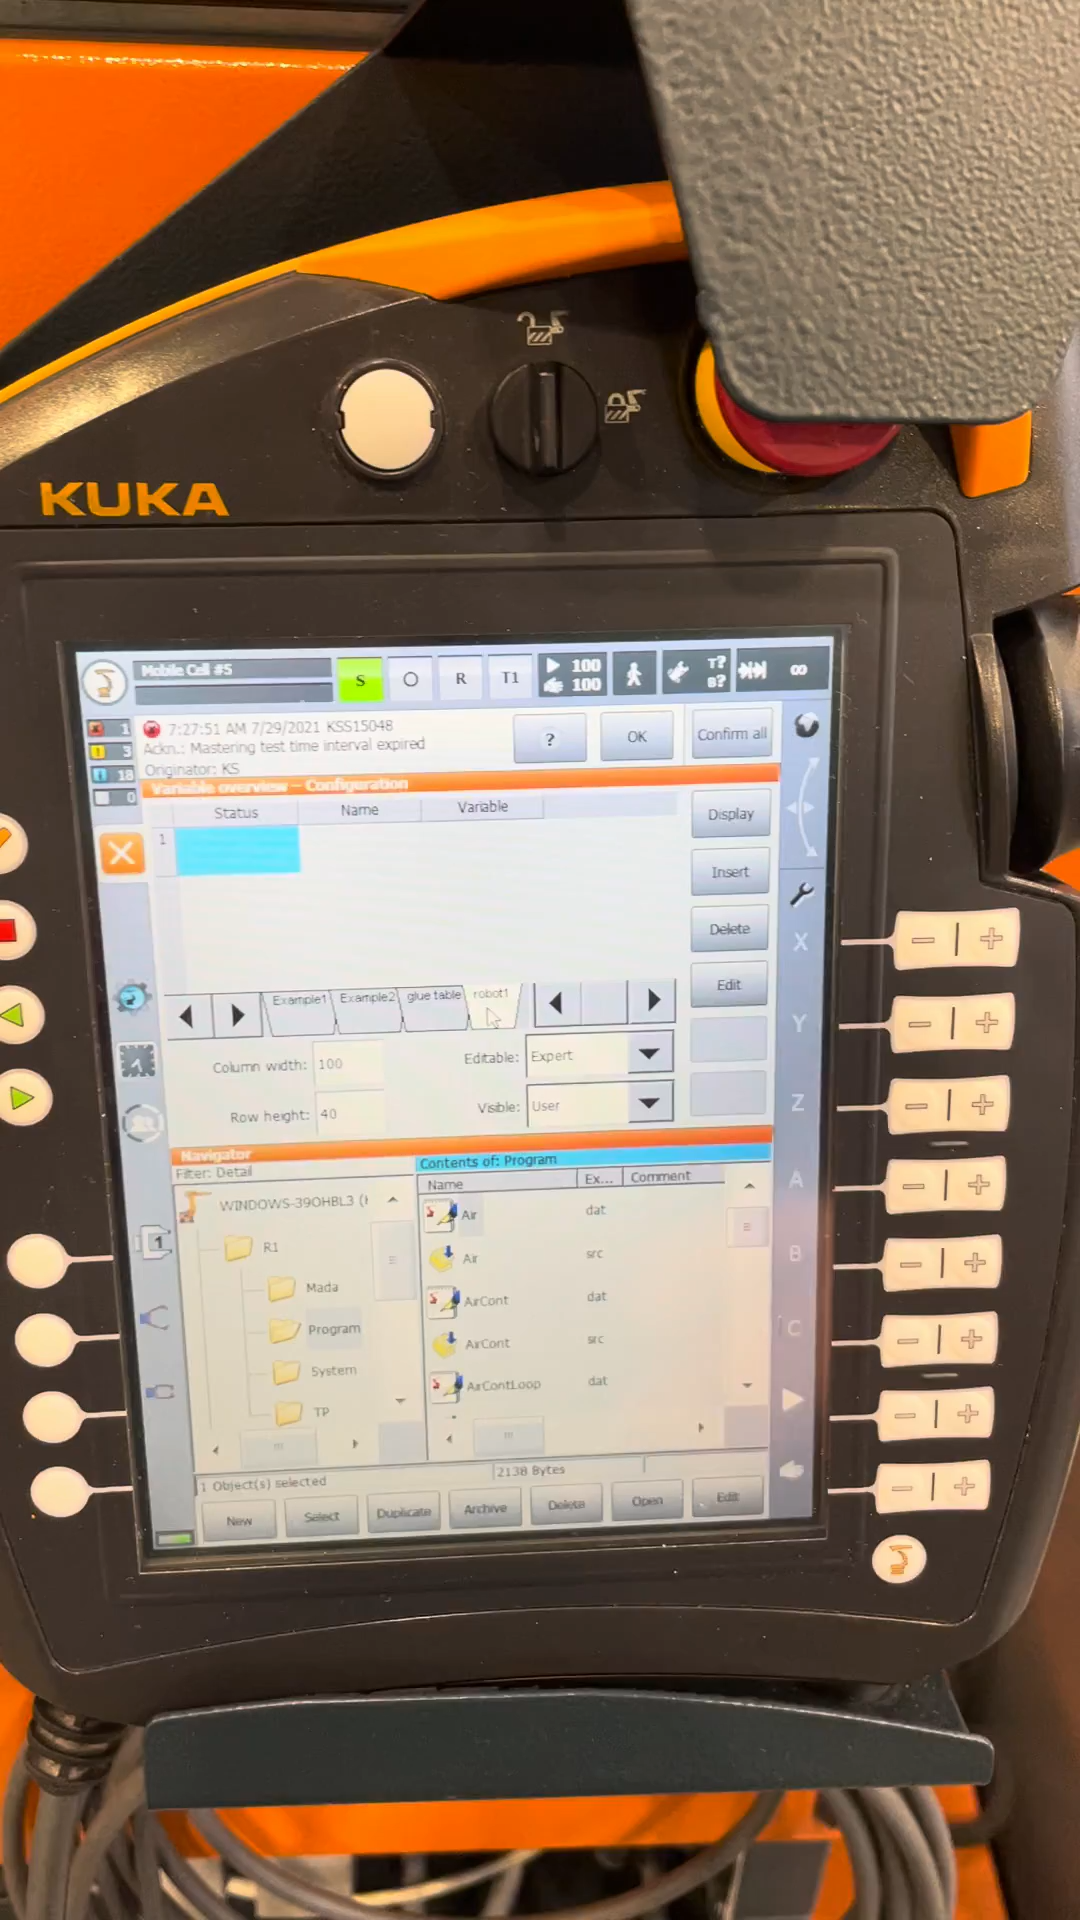 KUKA
Mobile Cell #5
S O R T1 100 100 T? B? ∞
1
3
18
0
7:27:51 AM 7/29/2021 KSS15048
Ackn.: Mastering test time interval expired
Originator: KS
? OK Confirm all
Variable overview – Configuration
Status Name Variable
1
Display
Insert
Delete
Edit
Example1 Example2 glue table robot1
Column width: 100 Editable: Expert
Row height: 40 Visible: User
Navigator
Filter: Detail
Contents of: Program
Name Ex... Comment
WINDOWS-39OHBL3 (
R1
Mada
Program
System
TP
Air dat
Air src
AirCont dat
AirCont src
AirContLoop dat
1 Object(s) selected 2138 Bytes
New Select Duplicate Archive Delete Open Edit
1
X - | +
Y - | +
Z - | +
A - | +
B - | +
C - | +
- | +
- | +